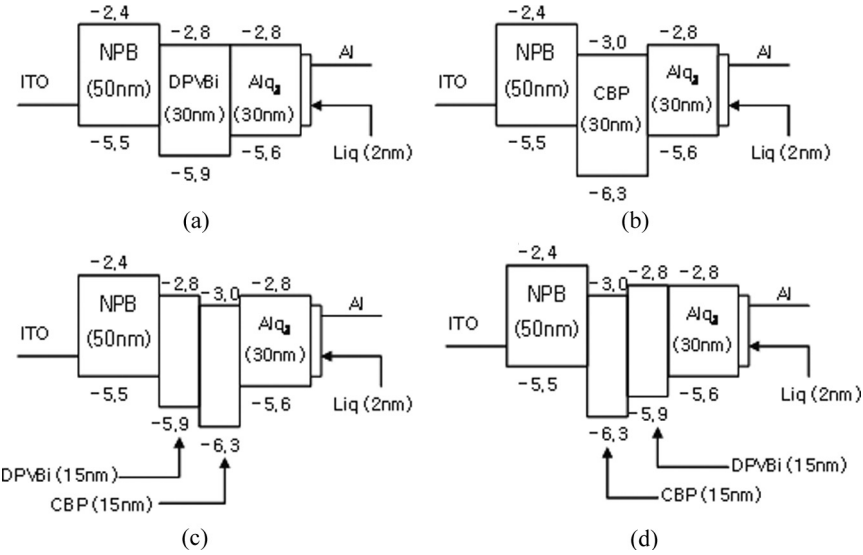 -2,4
-2,8
-2,8
NPB
(50nm)
DPVBi
(30nm)
Alq3
(30nm)
Al
ITO
-5,5
-5,9
-5,6
Liq (2nm)
(a)
-2,4
-3,0
-2,8
NPB
(50nm)
CBP
(30nm)
Alq3
(30nm)
Al
ITO
-5,5
-6,3
-5,6
Liq (2nm)
(b)
-2,4
-2,8
-3,0
-2,8
NPB
(50nm)
Alq3
(30nm)
Al
ITO
-5,5
-5,9
-6,3
-5,6
Liq (2nm)
DPVBi (15nm)
CBP (15nm)
(c)
-2,4
-3,0
-2,8
-2,8
NPB
(50nm)
Alq3
(30nm)
Al
ITO
-5,5
-6,3
-5,9
-5,6
Liq (2nm)
DPVBi (15nm)
CBP (15nm)
(d)